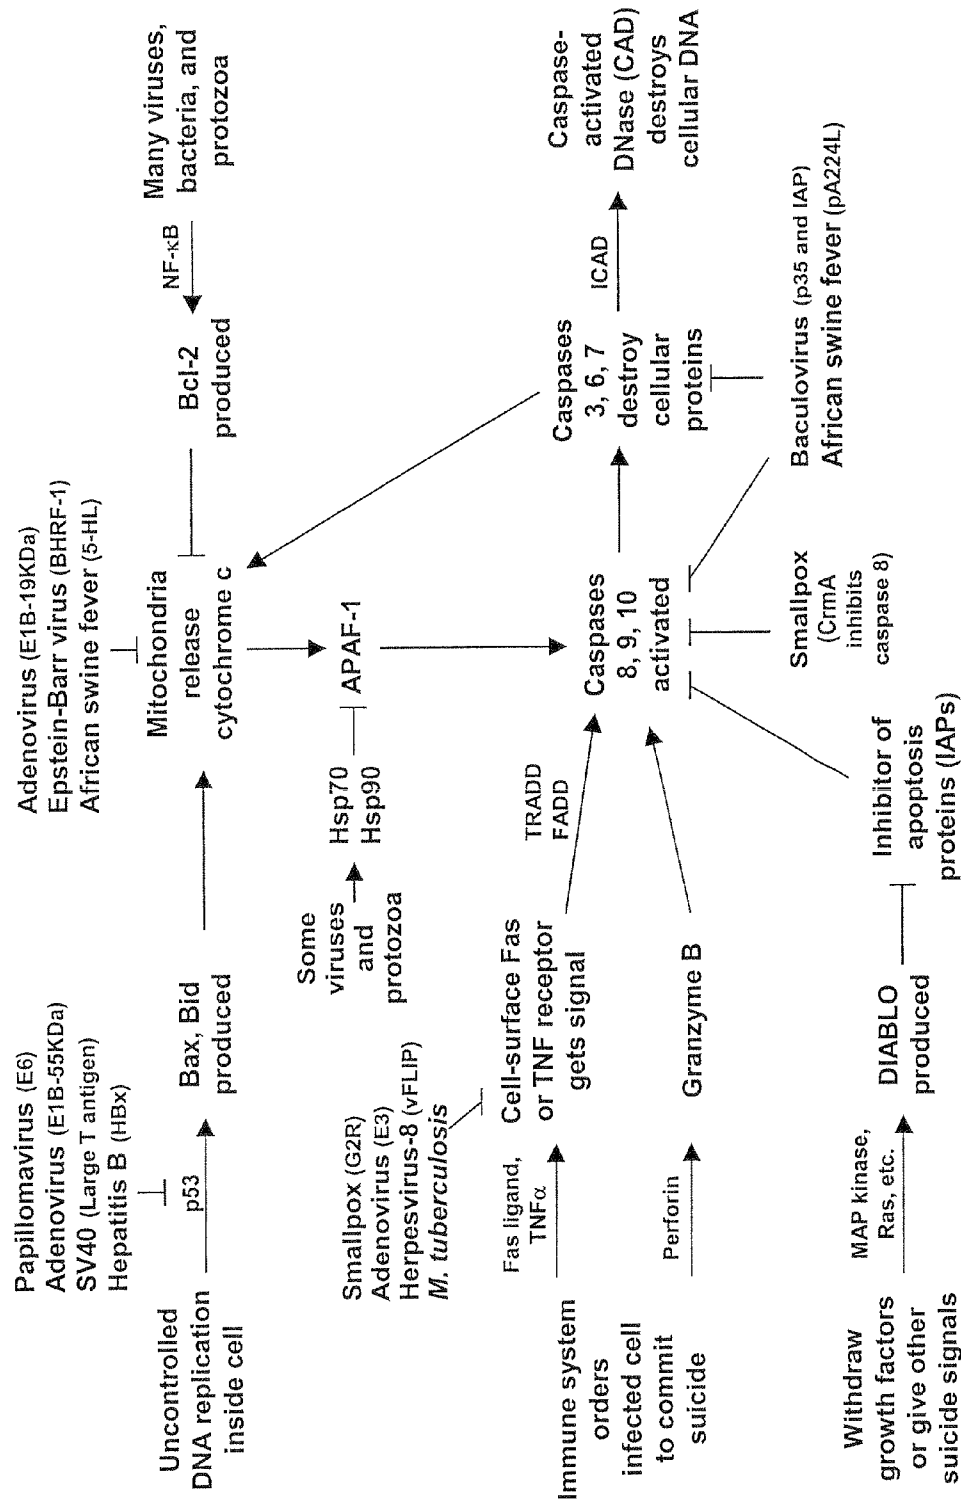 Papillomavirus (E6)
Adenovirus (E1B-55KDa)
SV40 (Large T antigen)
Hepatitis B (HBx)
Adenovirus (E1B-19KDa)
Epstein-Barr virus (BHRF-1)
African swine fever (5-HL)
Uncontrolled
DNA replication
inside cell
p53
Bax, Bid
produced
Mitochondria
release
cytochrome c
Bcl-2
produced
NF-κB
Many viruses,
bacteria, and
protozoa
Some
viruses
and
protozoa
Hsp70
Hsp90
APAF-1
Smallpox (G2R)
Adenovirus (E3)
Herpesvirus-8 (vFLIP)
M. tuberculosis
Immune system
orders
infected cell
to commit
suicide
Fas ligand,
TNFα
Cell-surface Fas
or TNF receptor
gets signal
TRADD
FADD
Perforin
Granzyme B
Caspases
8, 9, 10
activated
Caspases
3, 6, 7
destroy
cellular
proteins
ICAD
Caspase-
activated
DNase (CAD)
destroys
cellular DNA
Withdraw
growth factors
or give other
suicide signals
MAP kinase,
Ras, etc.
DIABLO
produced
Inhibitor of
apoptosis
proteins (IAPs)
Smallpox
(CrmA
inhibits
caspase 8)
Baculovirus (p35 and IAP)
African swine fever (pA224L)